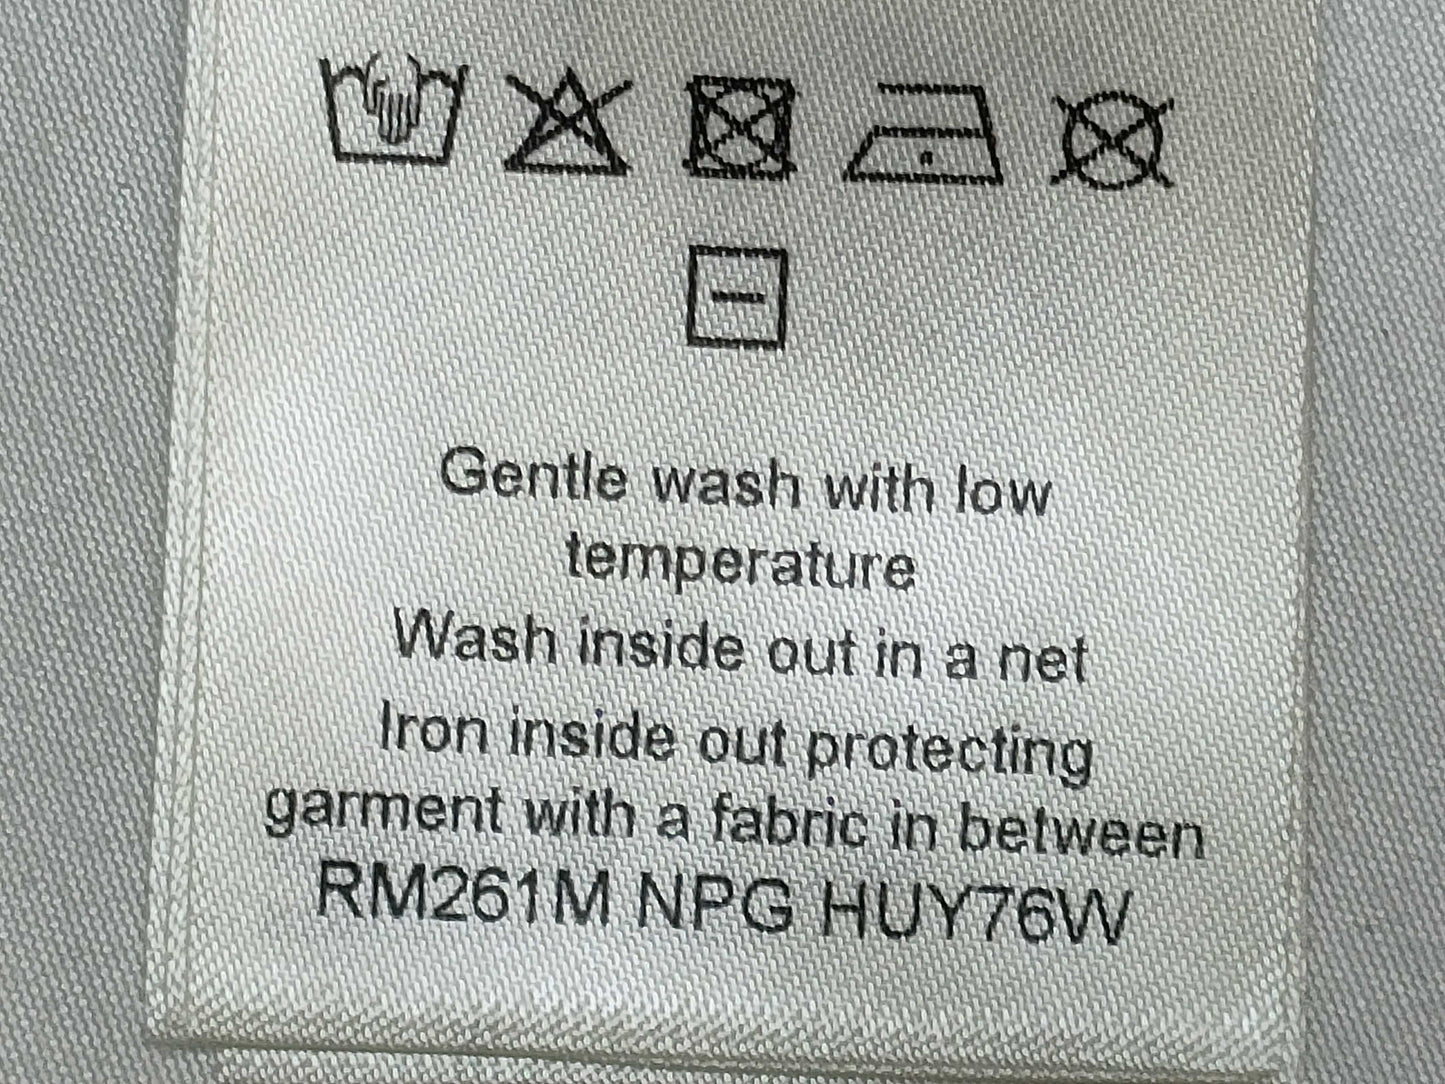 Gentle wash with low
temperature
Wash inside out in a net
Iron inside out protecting
garment with a fabric in between
RM261M NPG HUY76W